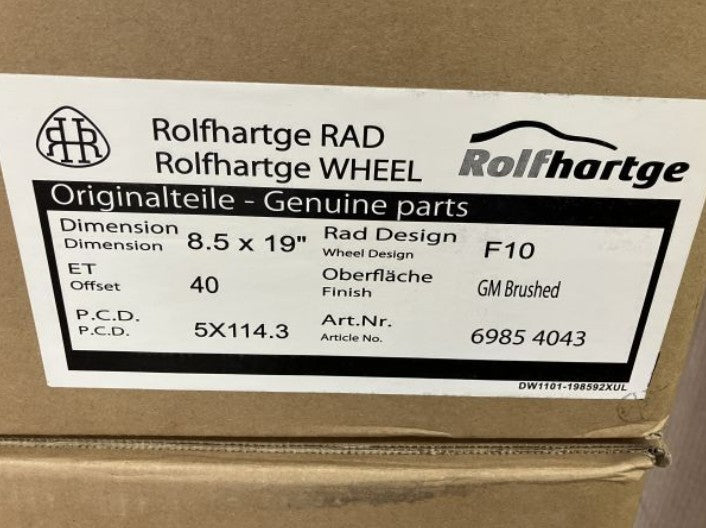 RHR
Rolfhartge RAD
Rolfhartge WHEEL
Rolfhartge
Originalteile - Genuine parts
Dimension
Dimension
8.5 x 19"
Rad Design
Wheel Design
F10
ET
Offset
40
Oberfläche
Finish
GM Brushed
P.C.D.
P.C.D.
5X114.3
Art.Nr.
Article No.
6985 4043
DW1101-198592XUL